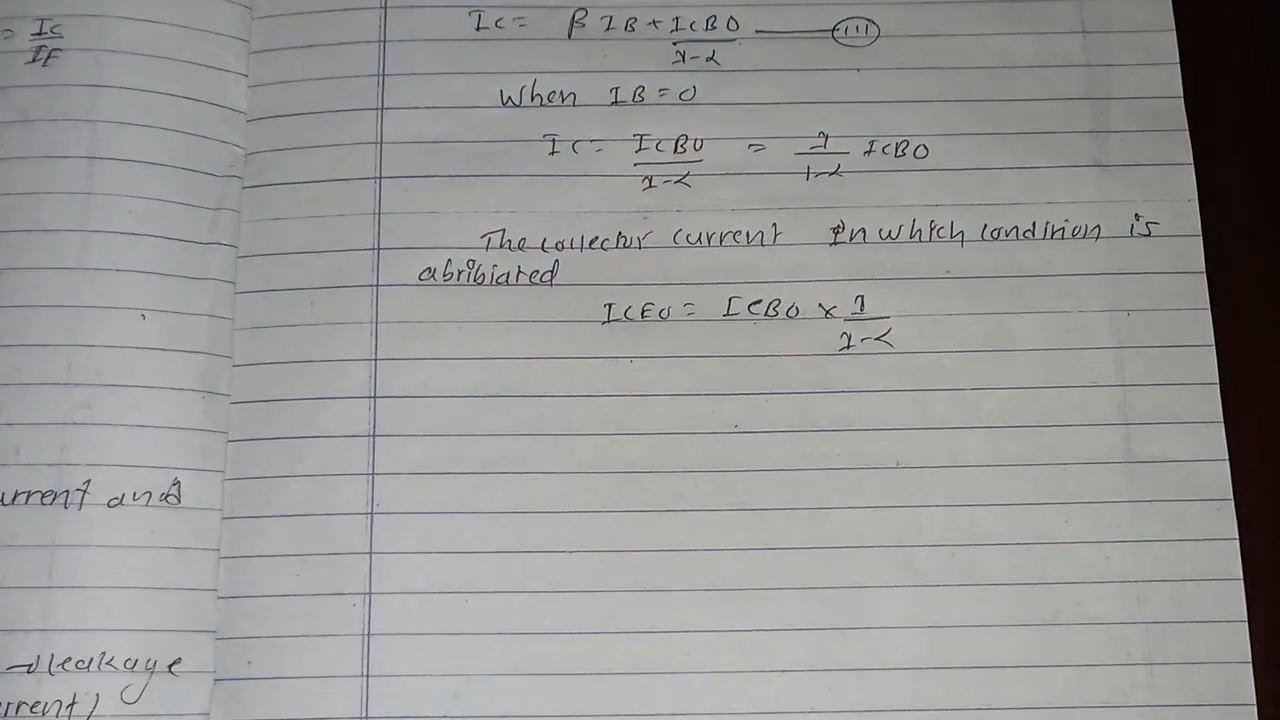 = IC
IE
urrent and
→leakage
rrent)
IC = β IB + ICBO (iii)
1-α
When IB = 0
IC = ICBO = 1 ICBO
1-α 1-α
The collector current In which condition is
abribiated
ICEO = ICBO × 1
1-α